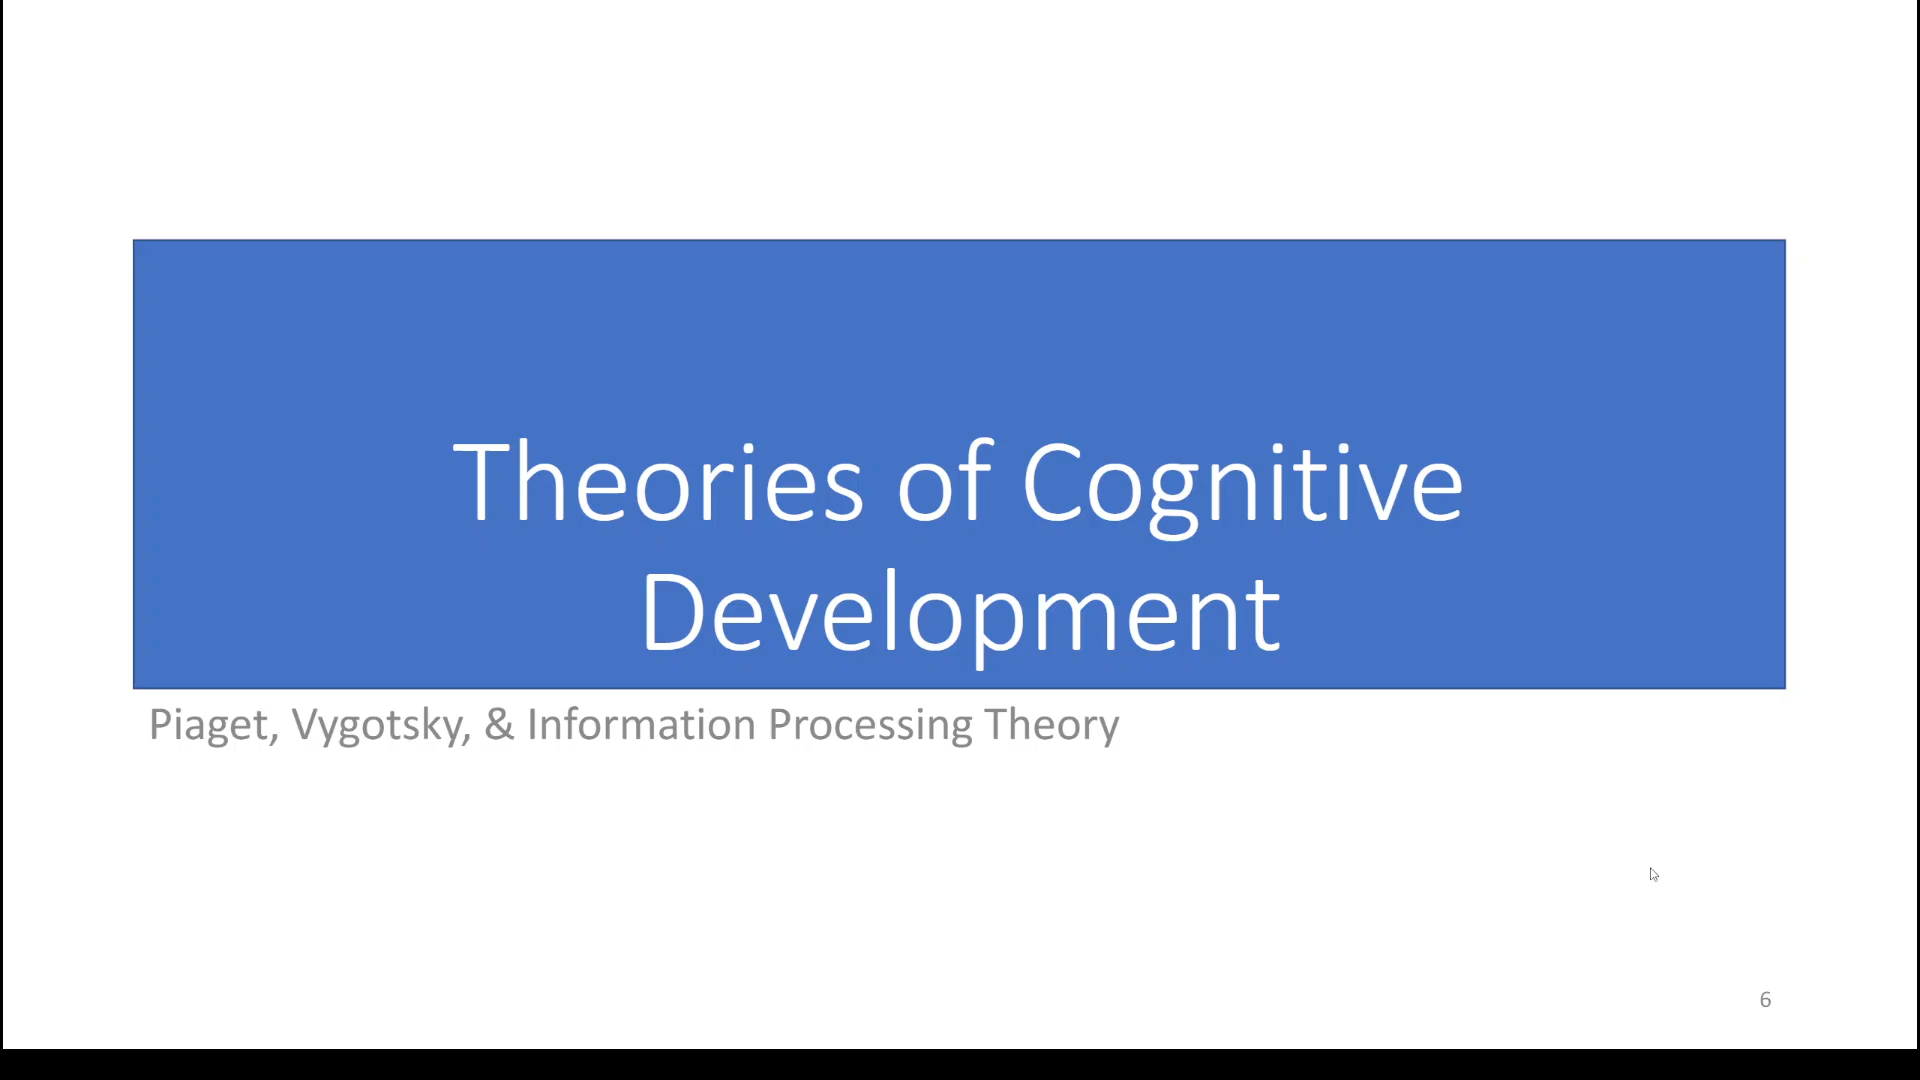 Theories of Cognitive
Development
Piaget, Vygotsky, & Information Processing Theory
6